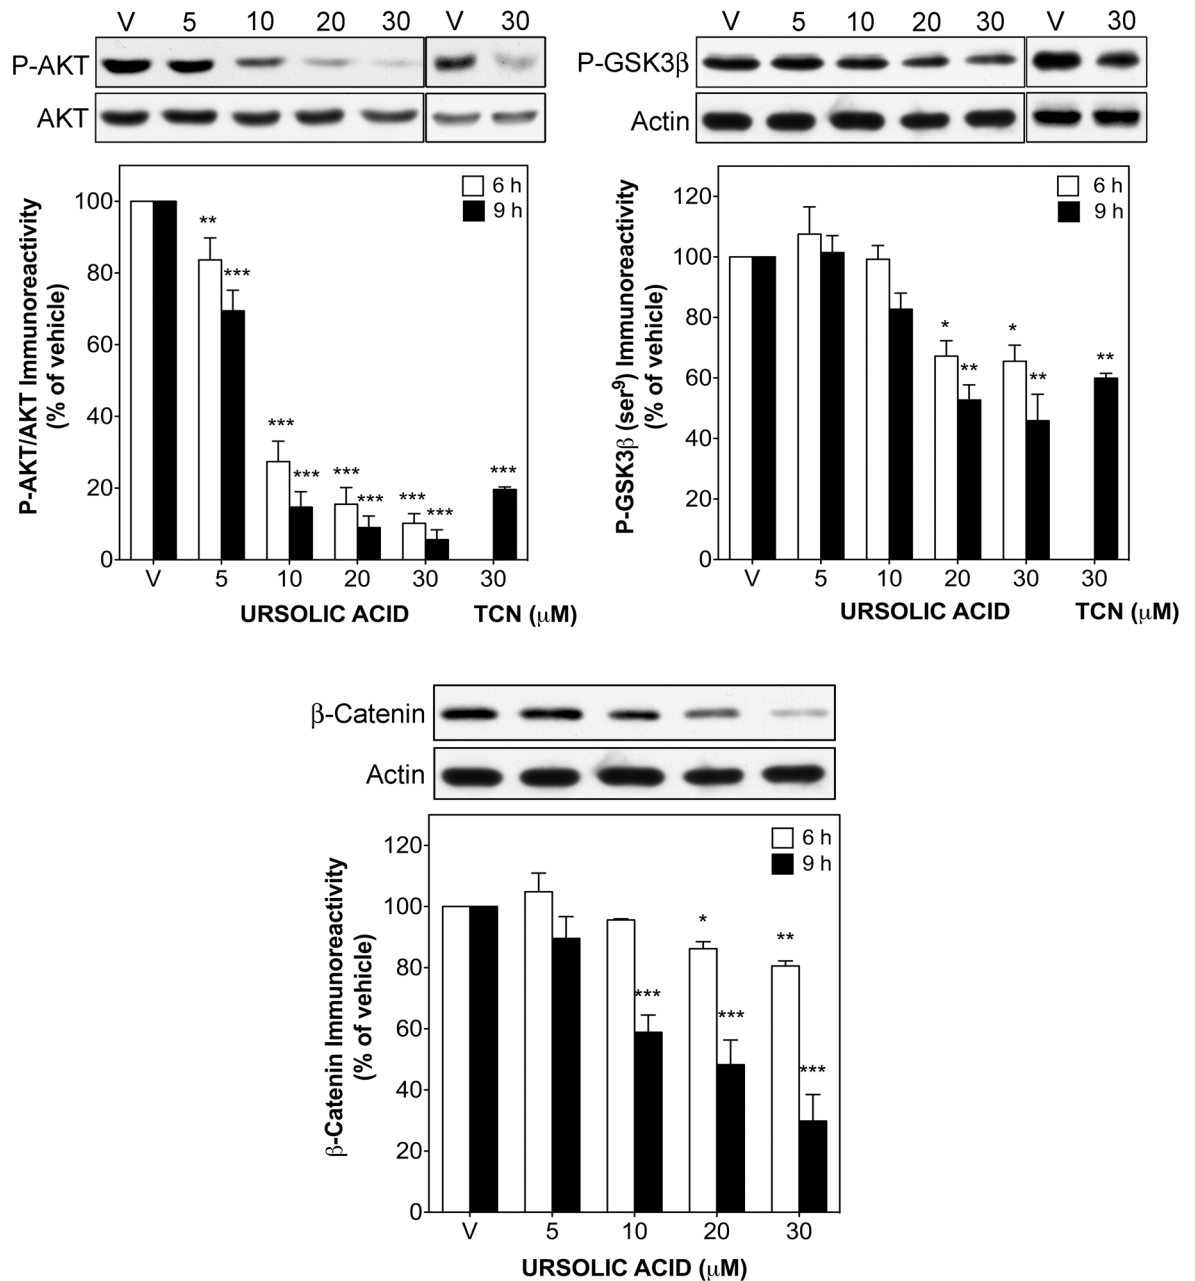 V 5 10 20 30 V 30
P-AKT
AKT
P-AKT/AKT Immunoreactivity
(% of vehicle)
100
80
60
40
20
0
6 h
9 h
** *** *** *** *** *** *** *** ***
V 5 10 20 30 30
URSOLIC ACID TCN (μM)
V 5 10 20 30 V 30
P-GSK3β
Actin
P-GSK3β (ser⁹) Immunoreactivity
(% of vehicle)
120
100
80
60
40
20
0
6 h
9 h
* ** * ** **
V 5 10 20 30 30
URSOLIC ACID TCN (μM)
β-Catenin
Actin
β-Catenin Immunoreactivity
(% of vehicle)
120
100
80
60
40
20
0
6 h
9 h
*** * *** ** ***
V 5 10 20 30
URSOLIC ACID (μM)